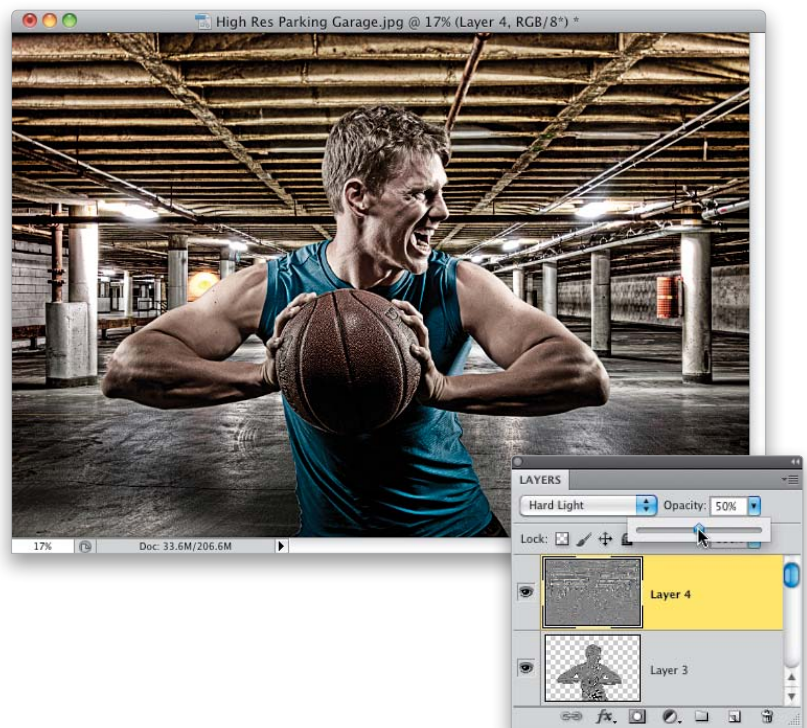 High Res Parking Garage.jpg @ 17% (Layer 4, RGB/8*) *
17%
Doc: 33.6M/206.6M
LAYERS
Hard Light
Opacity: 50%
Lock:
Layer 4
Layer 3
fx.